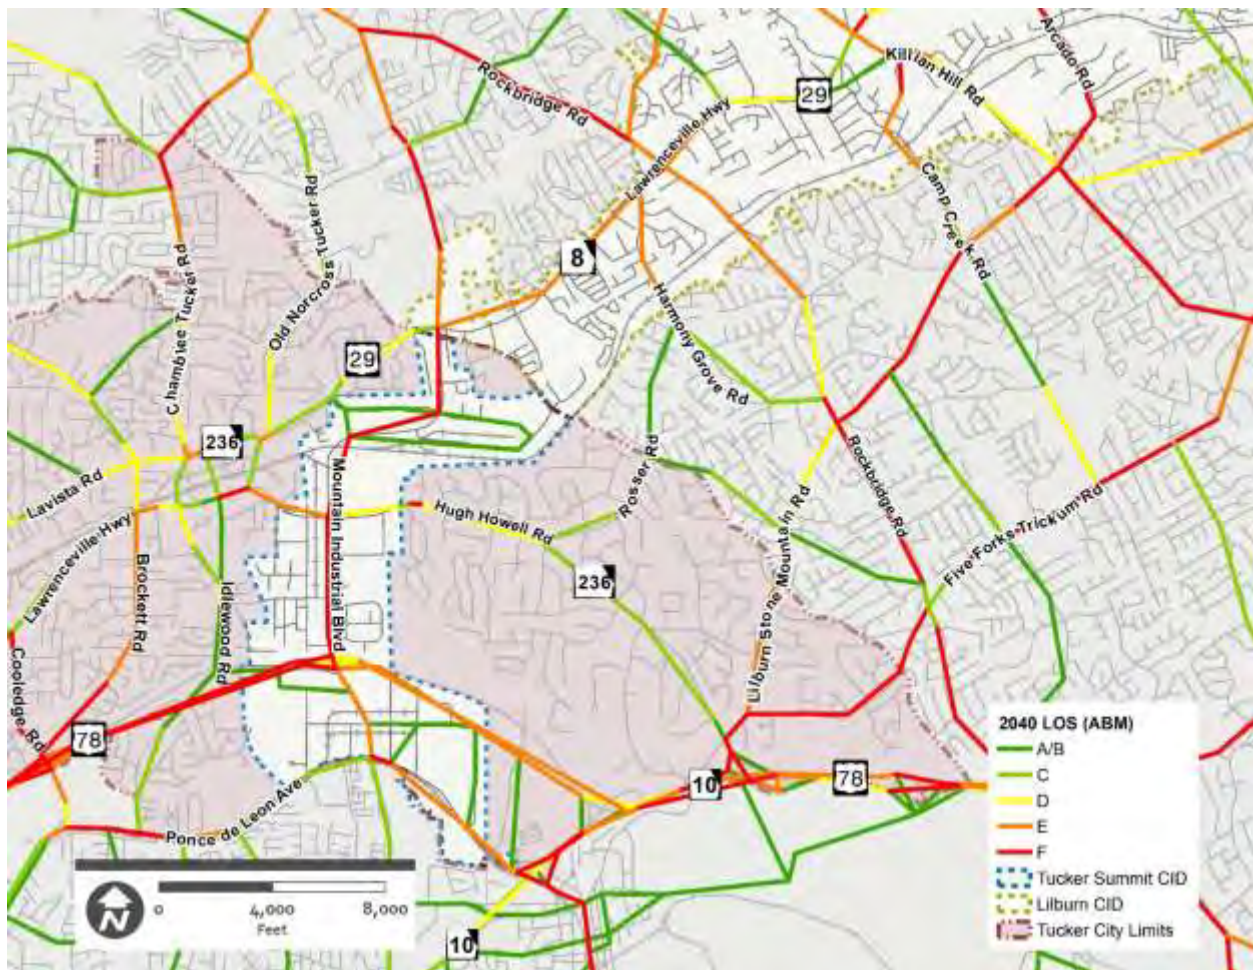 Arcado Rd
Killian Hill Rd
Rockbridge Rd
29
Lawrenceville Hwy
Camp Creek Rd
Old Norcross Tucker Rd
Chamblee Tucker Rd
8
Harmony Grove Rd
29
236
Lavista Rd
Rosser Rd
Rockbridge Rd
Mountain Industrial Blvd
Hugh Howell Rd
Lilburn Stone Mountain Rd
Five Forks Trickum Rd
Lawrenceville Hwy
Brockett Rd
Idlewood Rd
236
Cooledge Rd
78
10
78
Ponce de Leon Ave
10
N
0 4,000 8,000
Feet
2040 LOS (ABM)
A/B
C
D
E
F
Tucker Summit CID
Lilburn CID
Tucker City Limits